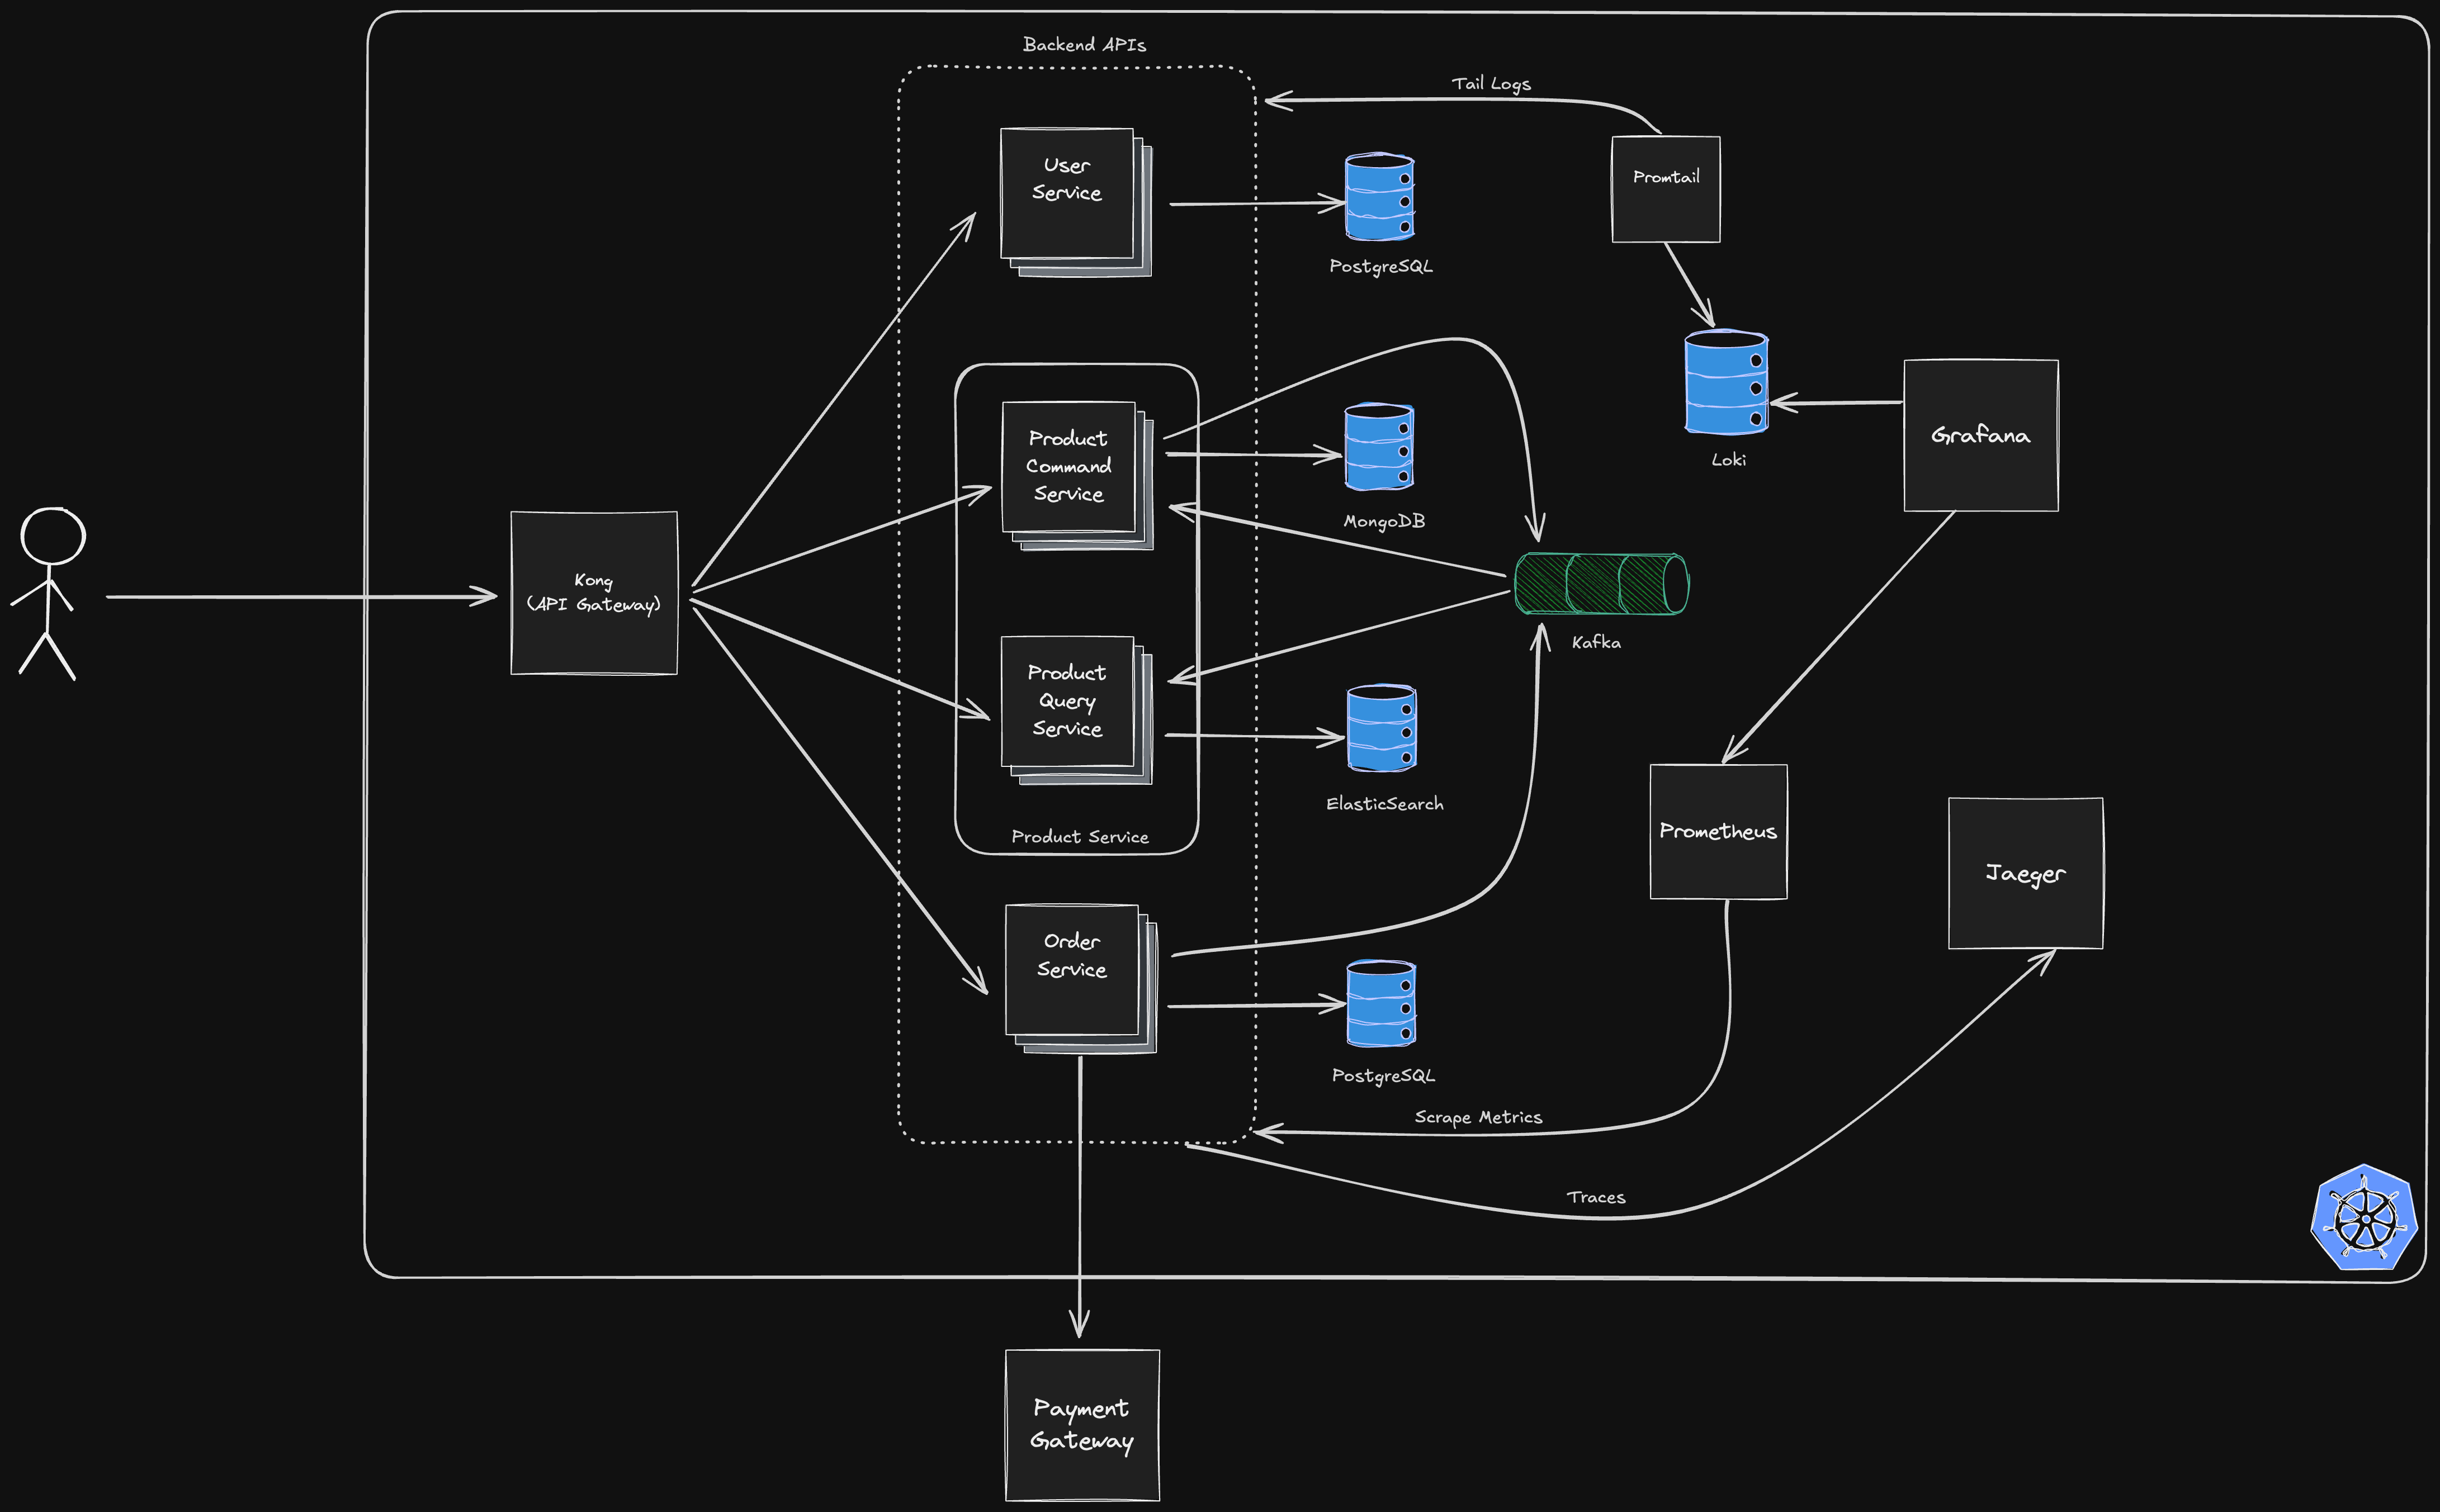 Backend APIs
Tail Logs
User
Service
Promtail
PostgreSQL
Product
Command
Service
MongoDB
Loki
Grafana
Kong
(API Gateway)
Kafka
Product
Query
Service
ElasticSearch
Product Service
Prometheus
Jaeger
Order
Service
PostgreSQL
Scrape Metrics
Traces
Payment
Gateway